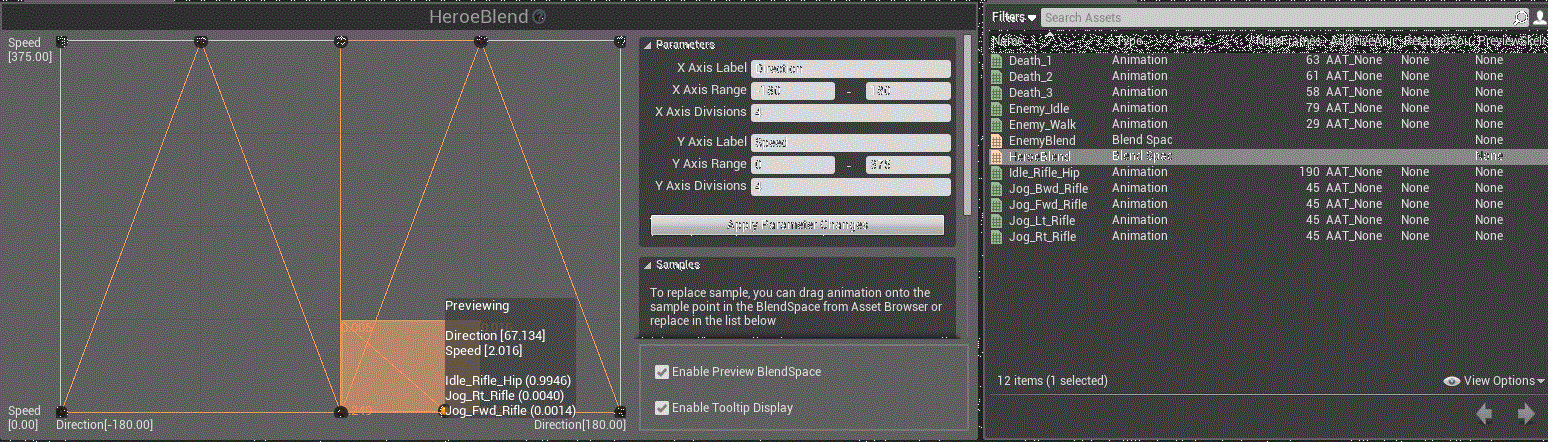 HeroeBlend
Speed
[375.00]
Previewing
Direction [67.134]
Speed [2.016]
Idle_Rifle_Hip (0.9946)
Jog_Rt_Rifle (0.0040)
Jog_Fwd_Rifle (0.0014)
Speed
[0.00]
Direction[-180.00]
Direction[180.00]
Parameters
X Axis Label Direction
X Axis Range -180 - 180
X Axis Divisions 4
Y Axis Label Speed
Y Axis Range 0 - 375
Y Axis Divisions 4
Apply Parameter Changes
Samples
To replace sample, you can drag animation onto the
sample point in the BlendSpace from Asset Browser or
replace in the list below
Enable Preview BlendSpace
Enable Tooltip Display
Filters Search Assets
Name Type Size
Death_1 Animation 63 AAT_None None None
Death_2 Animation 61 AAT_None None None
Death_3 Animation 58 AAT_None None None
Enemy_Idle Animation 79 AAT_None None None
Enemy_Walk Animation 29 AAT_None None None
EnemyBlend Blend Spac None
HeroeBlend Blend Spac None
Idle_Rifle_Hip Animation 190 AAT_None None None
Jog_Bwd_Rifle Animation 45 AAT_None None None
Jog_Fwd_Rifle Animation 45 AAT_None None None
Jog_Lt_Rifle Animation 45 AAT_None None None
Jog_Rt_Rifle Animation 45 AAT_None None None
12 items (1 selected)
View Options